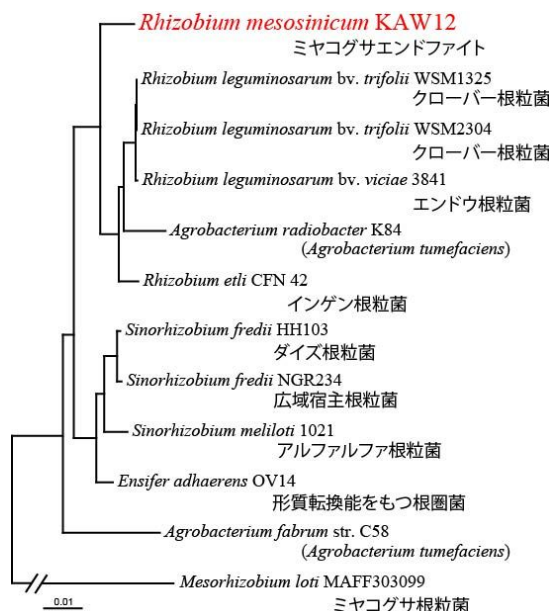 Rhizobium mesosinicum KAW12
ミヤコグサエンドファイト
Rhizobium leguminosarum bv. trifolii WSM1325
クローバー根粒菌
Rhizobium leguminosarum bv. trifolii WSM2304
クローバー根粒菌
Rhizobium leguminosarum bv. viciae 3841
エンドウ根粒菌
Agrobacterium radiobacter K84
(Agrobacterium tumefaciens)
Rhizobium etli CFN 42
インゲン根粒菌
Sinorhizobium fredii HH103
ダイズ根粒菌
Sinorhizobium fredii NGR234
広域宿主根粒菌
Sinorhizobium meliloti 1021
アルファルファ根粒菌
Ensifer adhaerens OV14
形質転換能をもつ根圏菌
Agrobacterium fabrum str. C58
(Agrobacterium tumefaciens)
Mesorhizobium loti MAFF303099
ミヤコグサ根粒菌
0.01